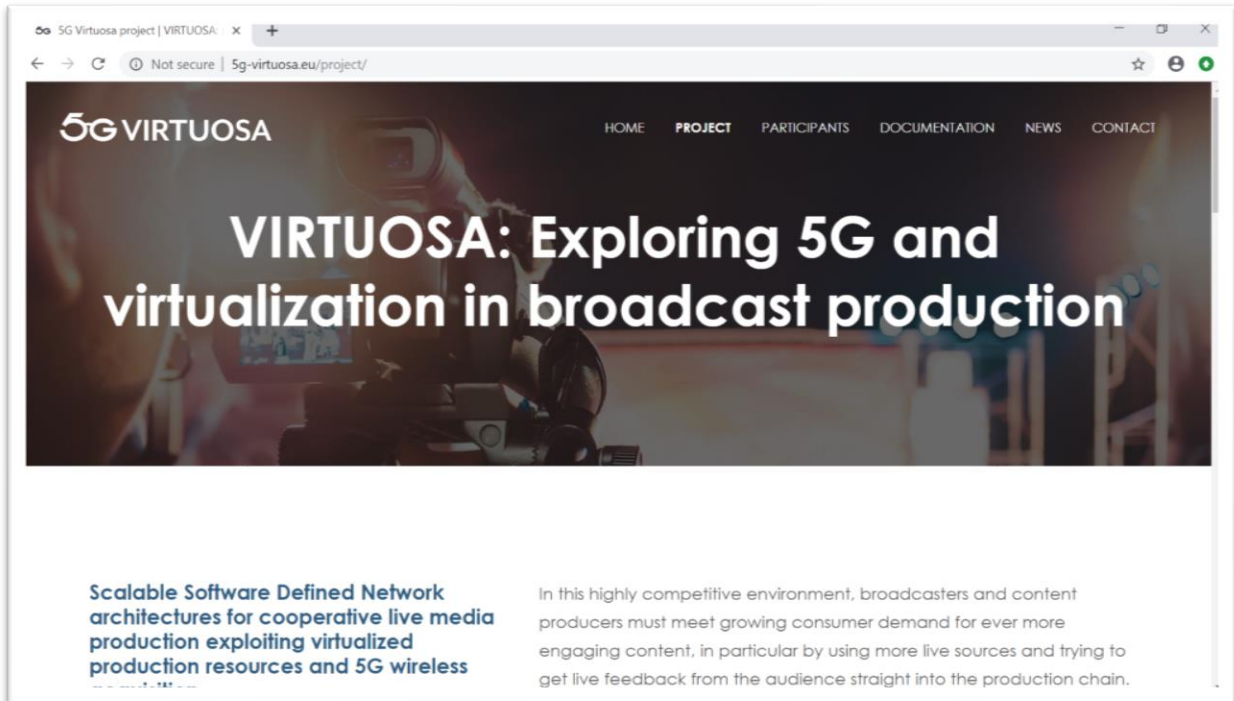 5G 5G Virtuosa project | VIRTUOSA:
Not secure | 5g-virtuosa.eu/project/
5G VIRTUOSA
HOME PROJECT PARTICIPANTS DOCUMENTATION NEWS CONTACT
VIRTUOSA: Exploring 5G and
virtualization in broadcast production
Scalable Software Defined Network
architectures for cooperative live media
production exploiting virtualized
production resources and 5G wireless
In this highly competitive environment, broadcasters and content
producers must meet growing consumer demand for ever more
engaging content, in particular by using more live sources and trying to
get live feedback from the audience straight into the production chain.